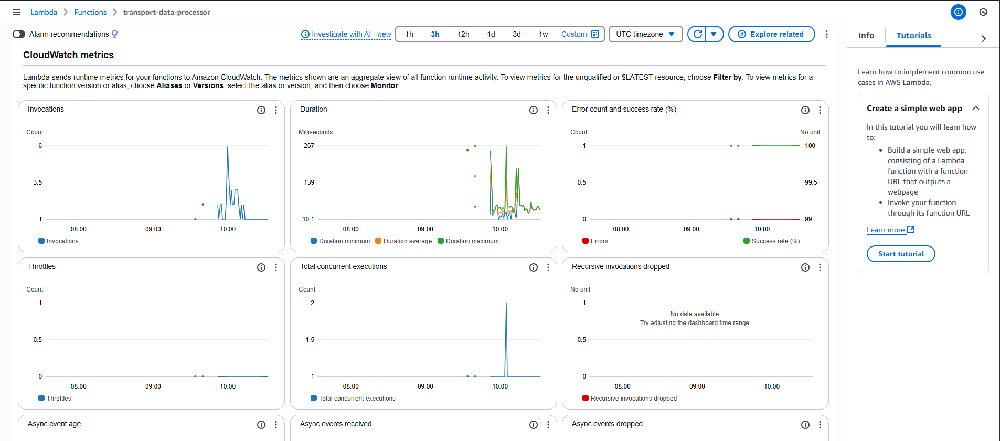 Lambda > Functions > transport-data-processor
Alarm recommendations
Investigate with AI - new
1h 3h 12h 1d 3d 1w Custom
UTC timezone
Explore related
CloudWatch metrics
Lambda sends runtime metrics for your functions to Amazon CloudWatch. The metrics shown are an aggregate view of all function runtime activity. To view metrics for the unqualified or $LATEST resource, choose Filter by. To view metrics for a
specific function version or alias, choose Aliases or Versions, select the alias or version, and then choose Monitor.
Invocations
Count
6
3.5
1
08:00 09:00 10:00
Invocations
Duration
Milliseconds
267
139
10.1
08:00 09:00 10:00
Duration minimum Duration average Duration maximum
Error count and success rate (%)
Count No unit
1 100
0.5 99.5
0 99
08:00 09:00 10:00
Errors Success rate (%)
Throttles
Count
1
0.5
0
08:00 09:00 10:00
Throttles
Total concurrent executions
Count
2
1.5
1
08:00 09:00 10:00
Total concurrent executions
Recursive invocations dropped
No unit
1
No data available.
Try adjusting the dashboard time range.
0.5
0
08:00 09:00 10:00
Recursive invocations dropped
Async event age
Async events received
Async events dropped
Info Tutorials
Learn how to implement common use
cases in AWS Lambda.
Create a simple web app
In this tutorial you will learn how
to:
• Build a simple web app,
consisting of a Lambda
function with a function
URL that outputs a
webpage
• Invoke your function
through its function URL
Learn more
Start tutorial